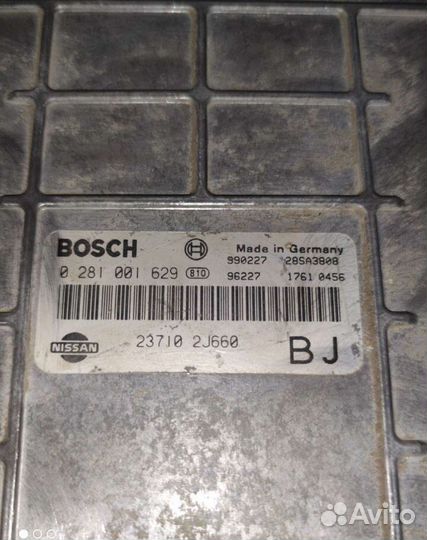 BOSCH
Made in Germany
990227 28SA3808
0 281 001 629 810
96227 1761 0456
NISSAN
23710 2J660
BJ
Avito